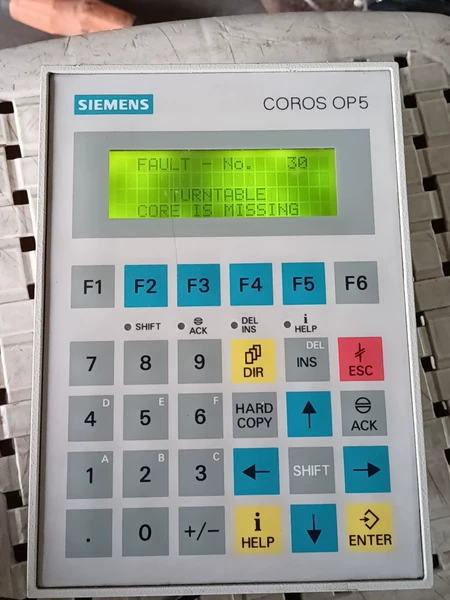 SIEMENS COROS OP5
FAULT - No. 30
TURNTABLE
CORE IS MISSING
F1 F2 F3 F4 F5 F6
SHIFT ACK DEL INS i HELP
7 8 9 DIR DEL INS ESC
4 D 5 E 6 F HARD COPY ↑ ACK
1 A 2 B 3 C ← SHIFT →
. 0 +/- i HELP ↓ ENTER